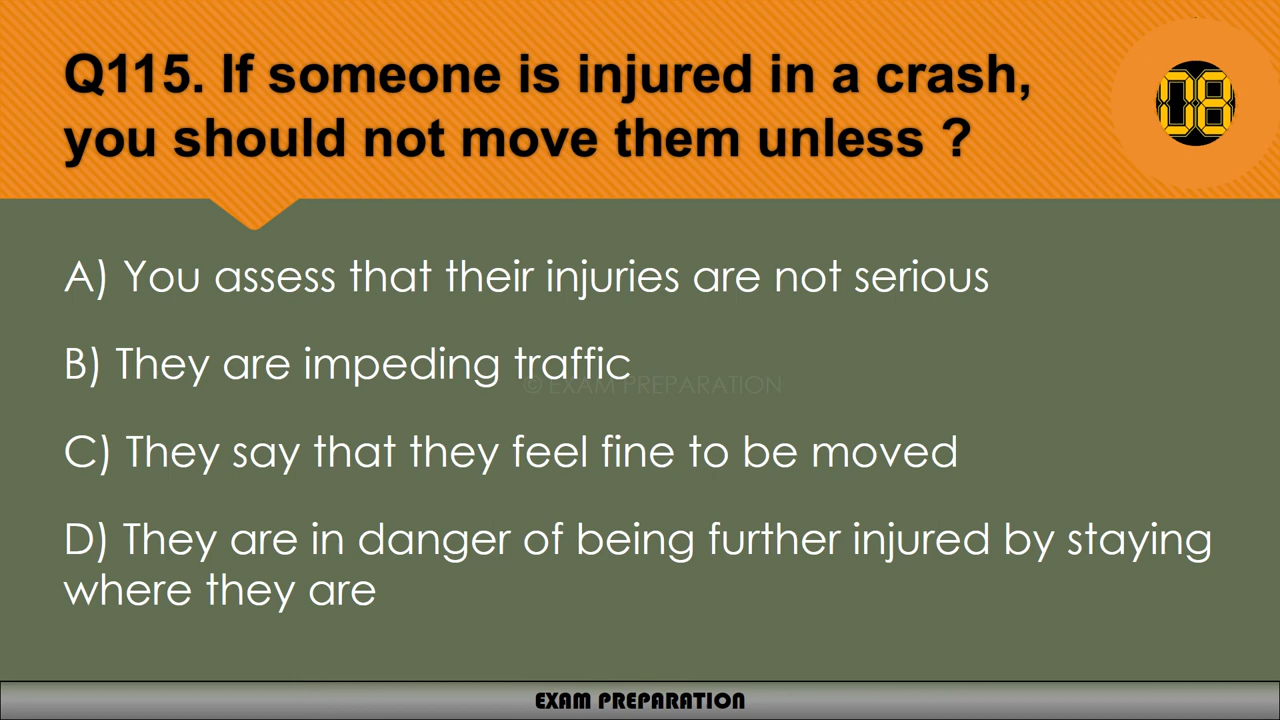 Q115. If someone is injured in a crash,
you should not move them unless ?
08
A) You assess that their injuries are not serious
B) They are impeding traffic
© EXAM PREPARATION
C) They say that they feel fine to be moved
D) They are in danger of being further injured by staying
where they are
EXAM PREPARATION